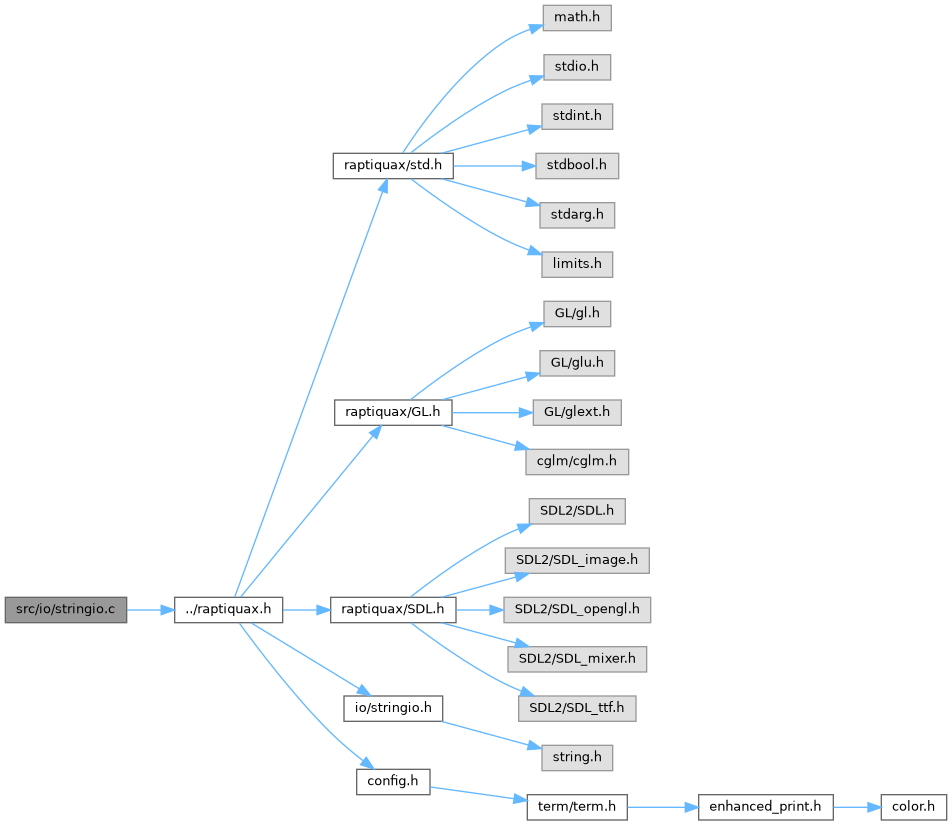 math.h
stdio.h
stdint.h
raptiquax/std.h
stdbool.h
stdarg.h
limits.h
GL/gl.h
GL/glu.h
raptiquax/GL.h
GL/glext.h
cglm/cglm.h
SDL2/SDL.h
SDL2/SDL_image.h
src/io/stringio.c
../raptiquax.h
raptiquax/SDL.h
SDL2/SDL_opengl.h
SDL2/SDL_mixer.h
io/stringio.h
SDL2/SDL_ttf.h
string.h
config.h
term/term.h
enhanced_print.h
color.h